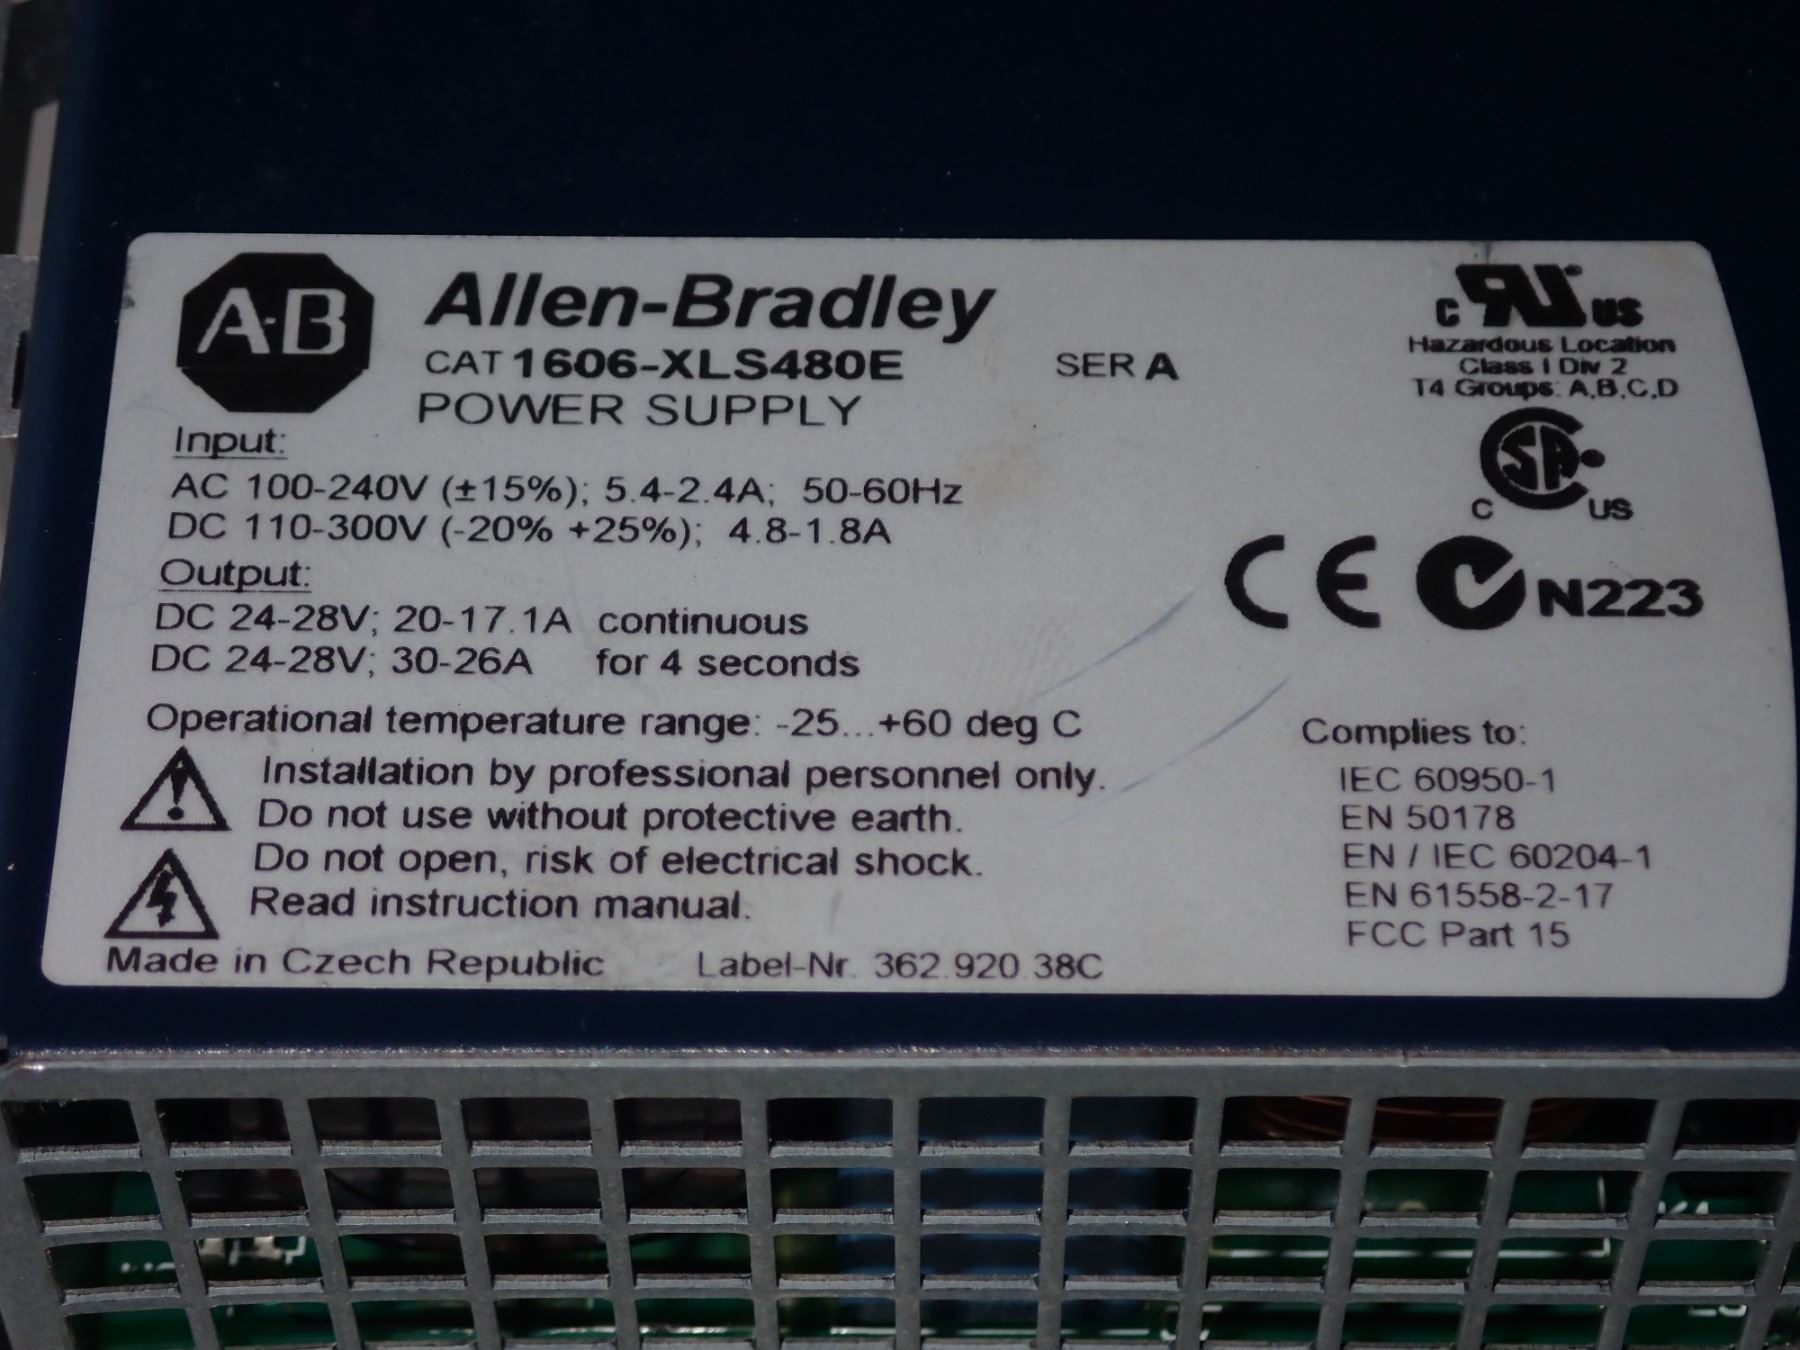 A-B Allen-Bradley
CAT 1606-XLS480E SER A
POWER SUPPLY
Input:
AC 100-240V (±15%); 5.4-2.4A; 50-60Hz
DC 110-300V (-20% +25%); 4.8-1.8A
Output:
DC 24-28V; 20-17.1A continuous
DC 24-28V; 30-26A for 4 seconds
Operational temperature range: -25...+60 deg C
Installation by professional personnel only.
Do not use without protective earth.
Do not open, risk of electrical shock.
Read instruction manual.
Made in Czech Republic Label-Nr. 362.920.38C
c RU US
Hazardous Location
Class I Div 2
T4 Groups: A,B,C,D
SA
C US
CE N223
Complies to:
IEC 60950-1
EN 50178
EN / IEC 60204-1
EN 61558-2-17
FCC Part 15